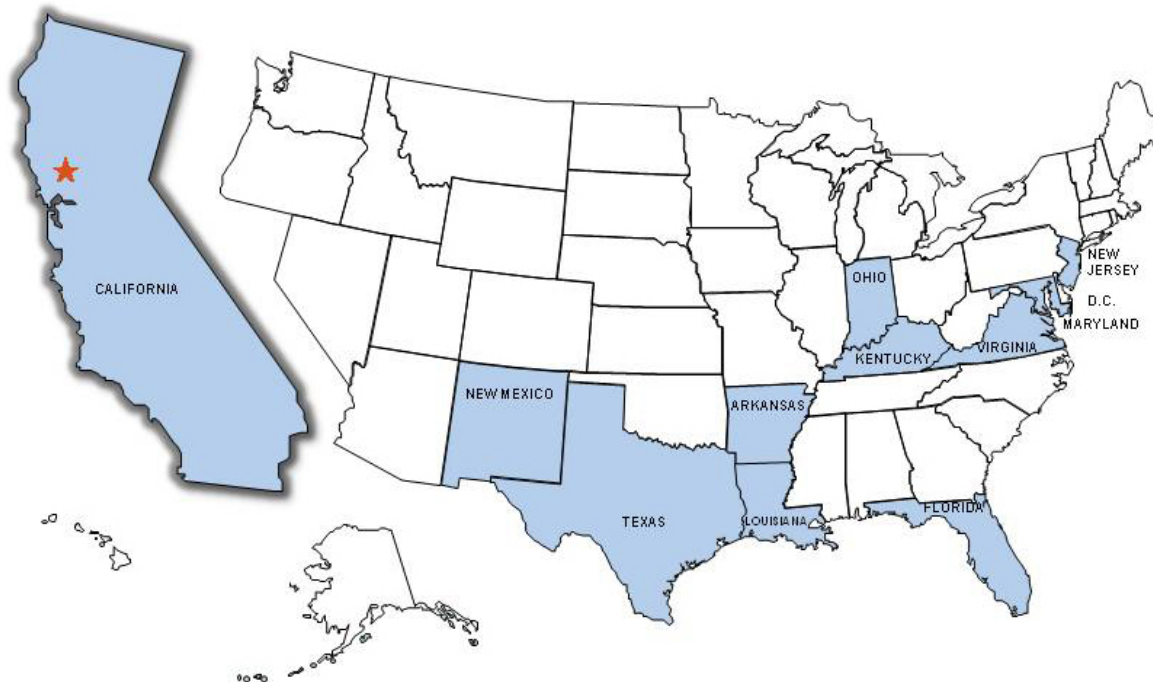 CALIFORNIA
OHIO
NEW
JERSEY
D.C.
MARYLAND
KENTUCKY
VIRGINIA
NEW MEXICO
ARKANSAS
TEXAS
LOUISIANA
FLORIDA